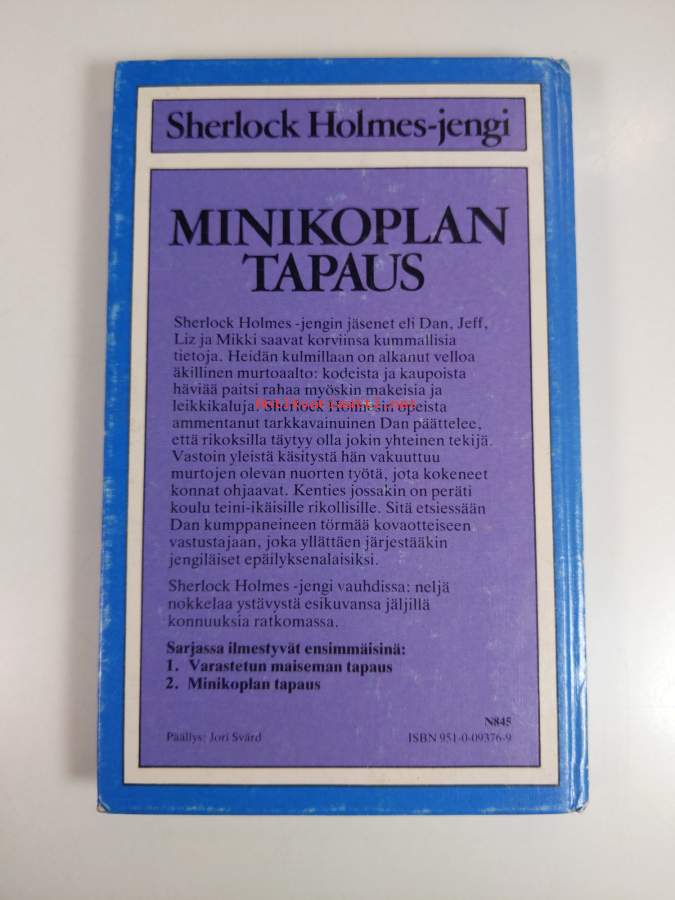 Sherlock Holmes-jengi
MINIKOPLAN
TAPAUS
Sherlock Holmes -jengin jäsenet eli Dan, Jeff,
Liz ja Mikki saavat korviinsa kummallisia
tietoja. Heidän kulmillaan on alkanut velloa
äkillinen murtoaalto: kodeista ja kaupoista
häviää paitsi rahaa myöskin makeisia ja
leikkikaluja. Sherlock Holmesin opeista
ammentanut tarkkavainuinen Dan päättelee,
että rikoksilla täytyy olla jokin yhteinen tekijä.
Vastoin yleistä käsitystä hän vakuuttuu
murtojen olevan nuorten työtä, jota kokeneet
konnat ohjaavat. Kenties jossakin on peräti
koulu teini-ikäisille rikollisille. Sitä etsiessään
Dan kumppaneineen törmää kovaotteiseen
vastustajaan, joka yllättäen järjestääkin
jengiläiset epäilyksenalaisiksi.
Sherlock Holmes -jengi vauhdissa: neljä
nokkelaa ystävystä esikuvansa jäljillä
konnuuksia ratkomassa.
Sarjassa ilmestyvät ensimmäisinä:
1. Varastetun maiseman tapaus
2. Minikoplan tapaus
N845
Päällys: Jori Svärd ISBN 951-0-09376-9